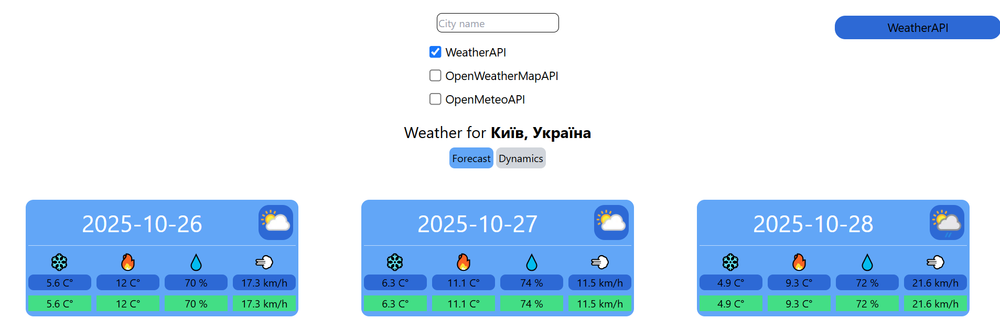 City name
WeatherAPI
WeatherAPI
OpenWeatherMapAPI
OpenMeteoAPI
Weather for Київ, Україна
Forecast Dynamics
2025-10-26
5.6 C° 12 C° 70 % 17.3 km/h
5.6 C° 12 C° 70 % 17.3 km/h
2025-10-27
6.3 C° 11.1 C° 74 % 11.5 km/h
6.3 C° 11.1 C° 74 % 11.5 km/h
2025-10-28
4.9 C° 9.3 C° 72 % 21.6 km/h
4.9 C° 9.3 C° 72 % 21.6 km/h